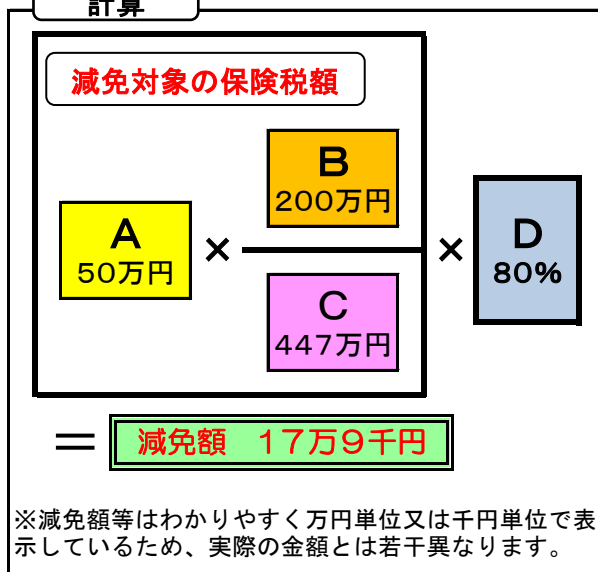 計算
減免対象の保険税額
B
200万円
A
50万円
×
C
447万円
×
D
80%
＝ 減免額　１７万９千円
※減免額等はわかりやすく万円単位又は千円単位で表
示しているため、実際の金額とは若干異なります。